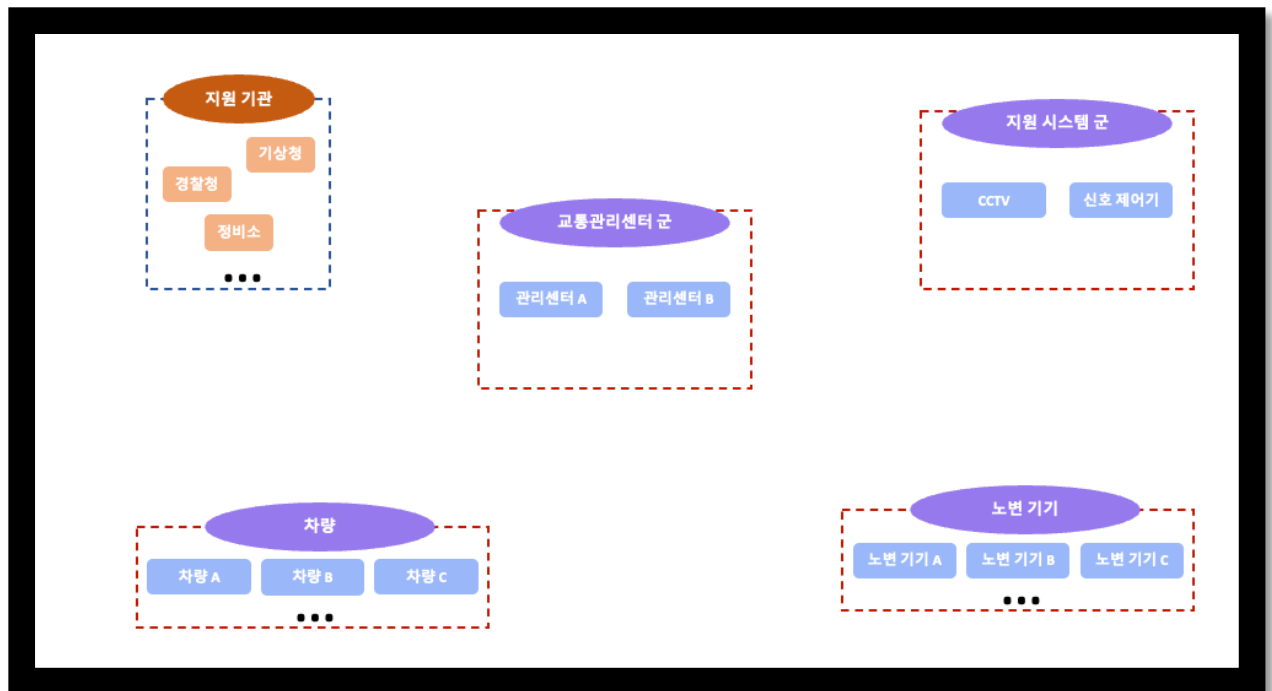 지원 기관
기상청
경찰청
정비소
교통관리센터 군
관리센터 A
관리센터 B
지원 시스템 군
CCTV
신호 제어기
차량
차량 A
차량 B
차량 C
노변 기기
노변 기기 A
노변 기기 B
노변 기기 C